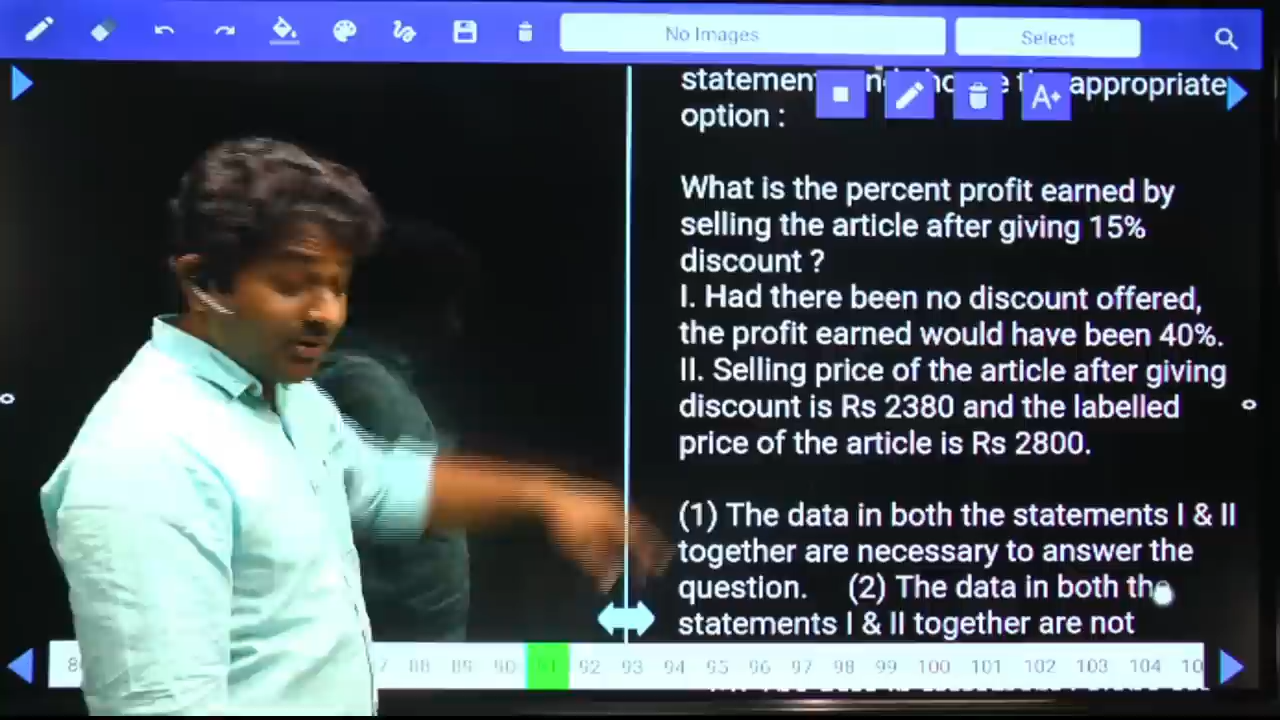 No Images
Select
appropriate
option :
What is the percent profit earned by
selling the article after giving 15%
discount ?
I. Had there been no discount offered,
the profit earned would have been 40%.
II. Selling price of the article after giving
discount is Rs 2380 and the labelled
price of the article is Rs 2800.
(1) The data in both the statements I & II
together are necessary to answer the
question. (2) The data in both the
statements I & II together are not
88 89 90 91 92 93 94 95 96 97 98 99 100 101 102 103 104